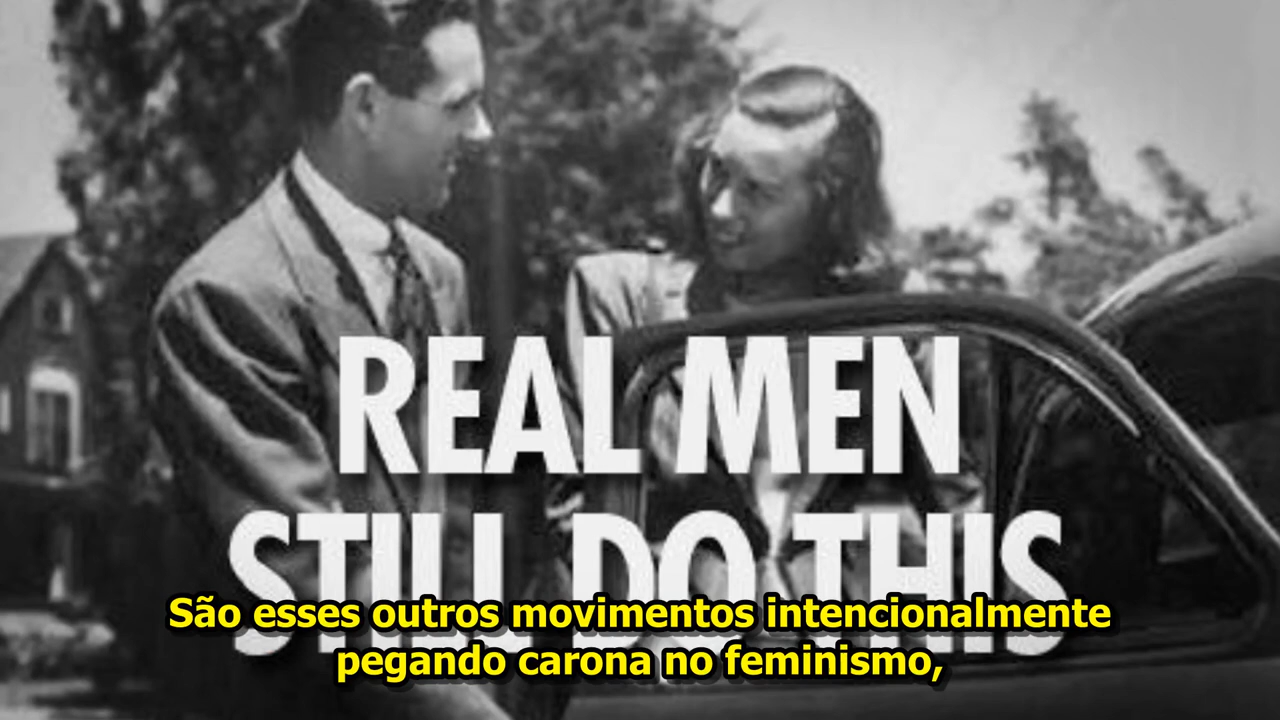 REAL MEN
STILL DO THIS
São esses outros movimentos intencionalmente
pegando carona no feminismo,